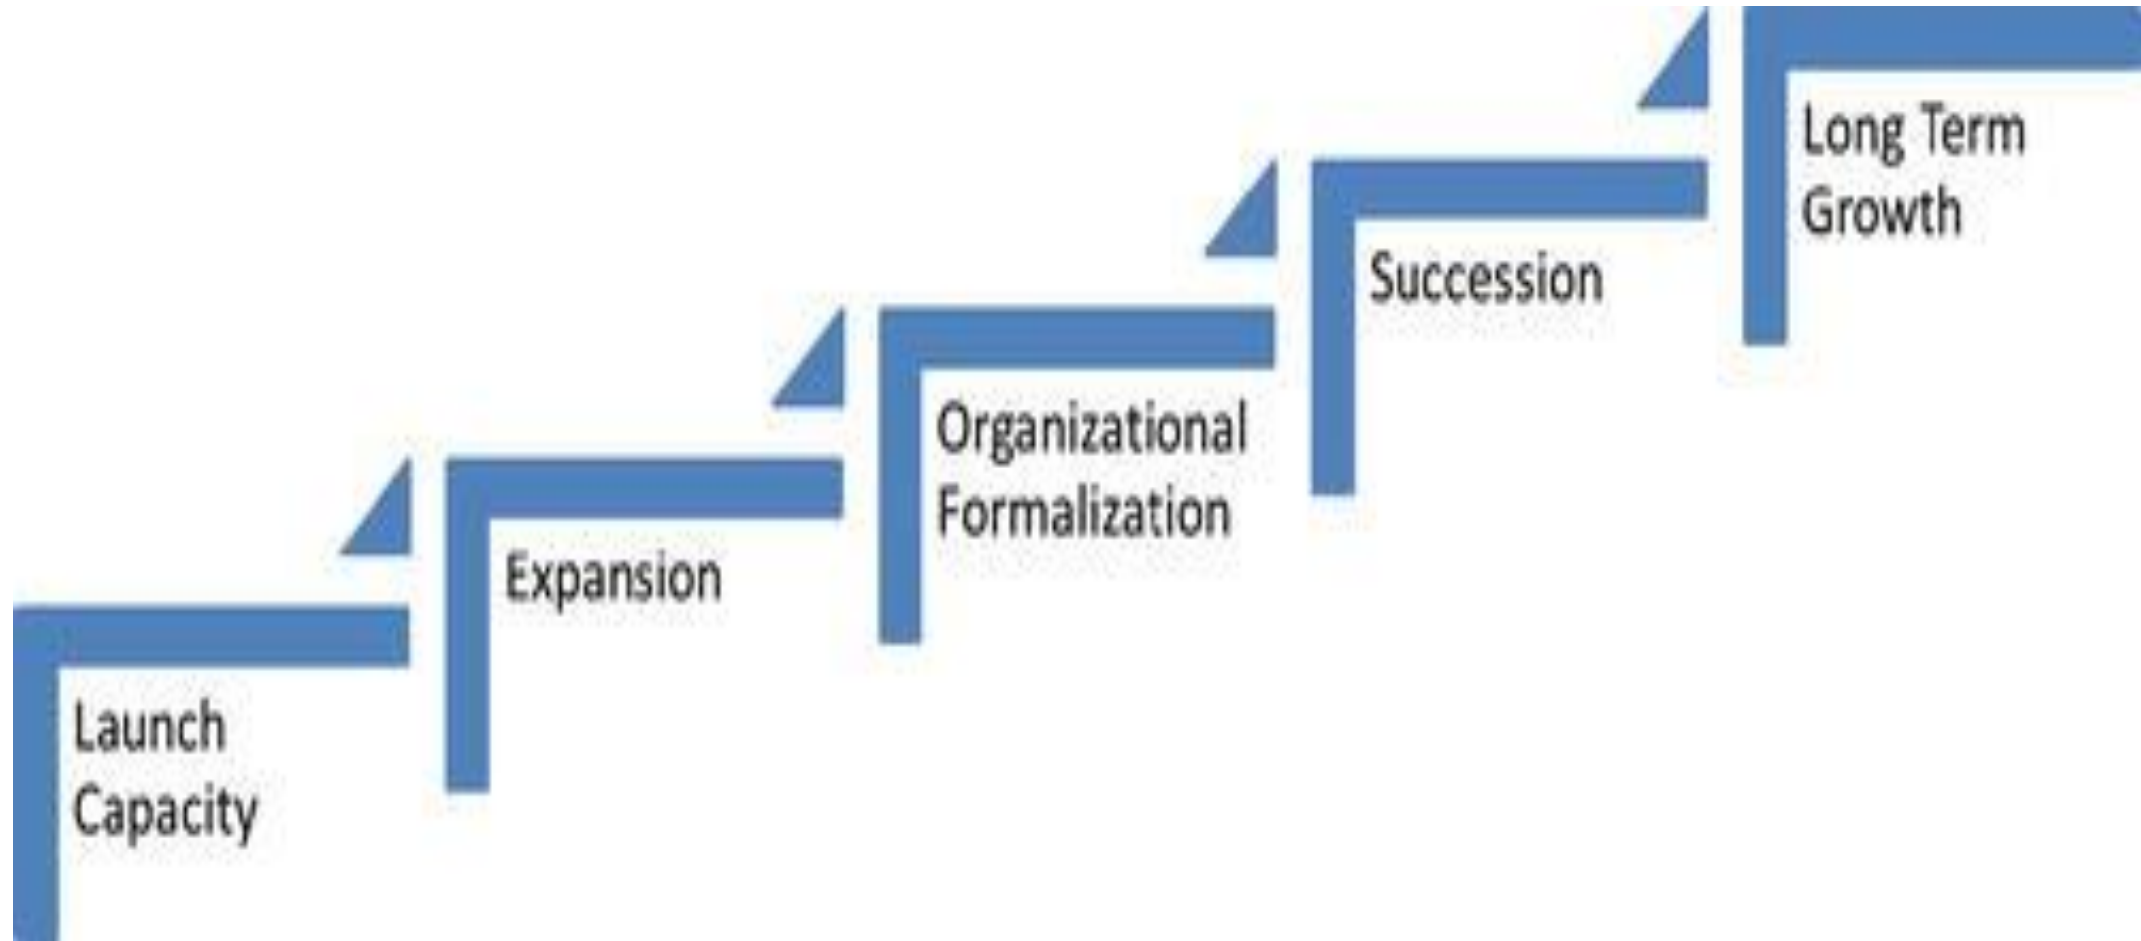 Launch
Capacity
Expansion
Organizational
Formalization
Succession
Long Term
Growth